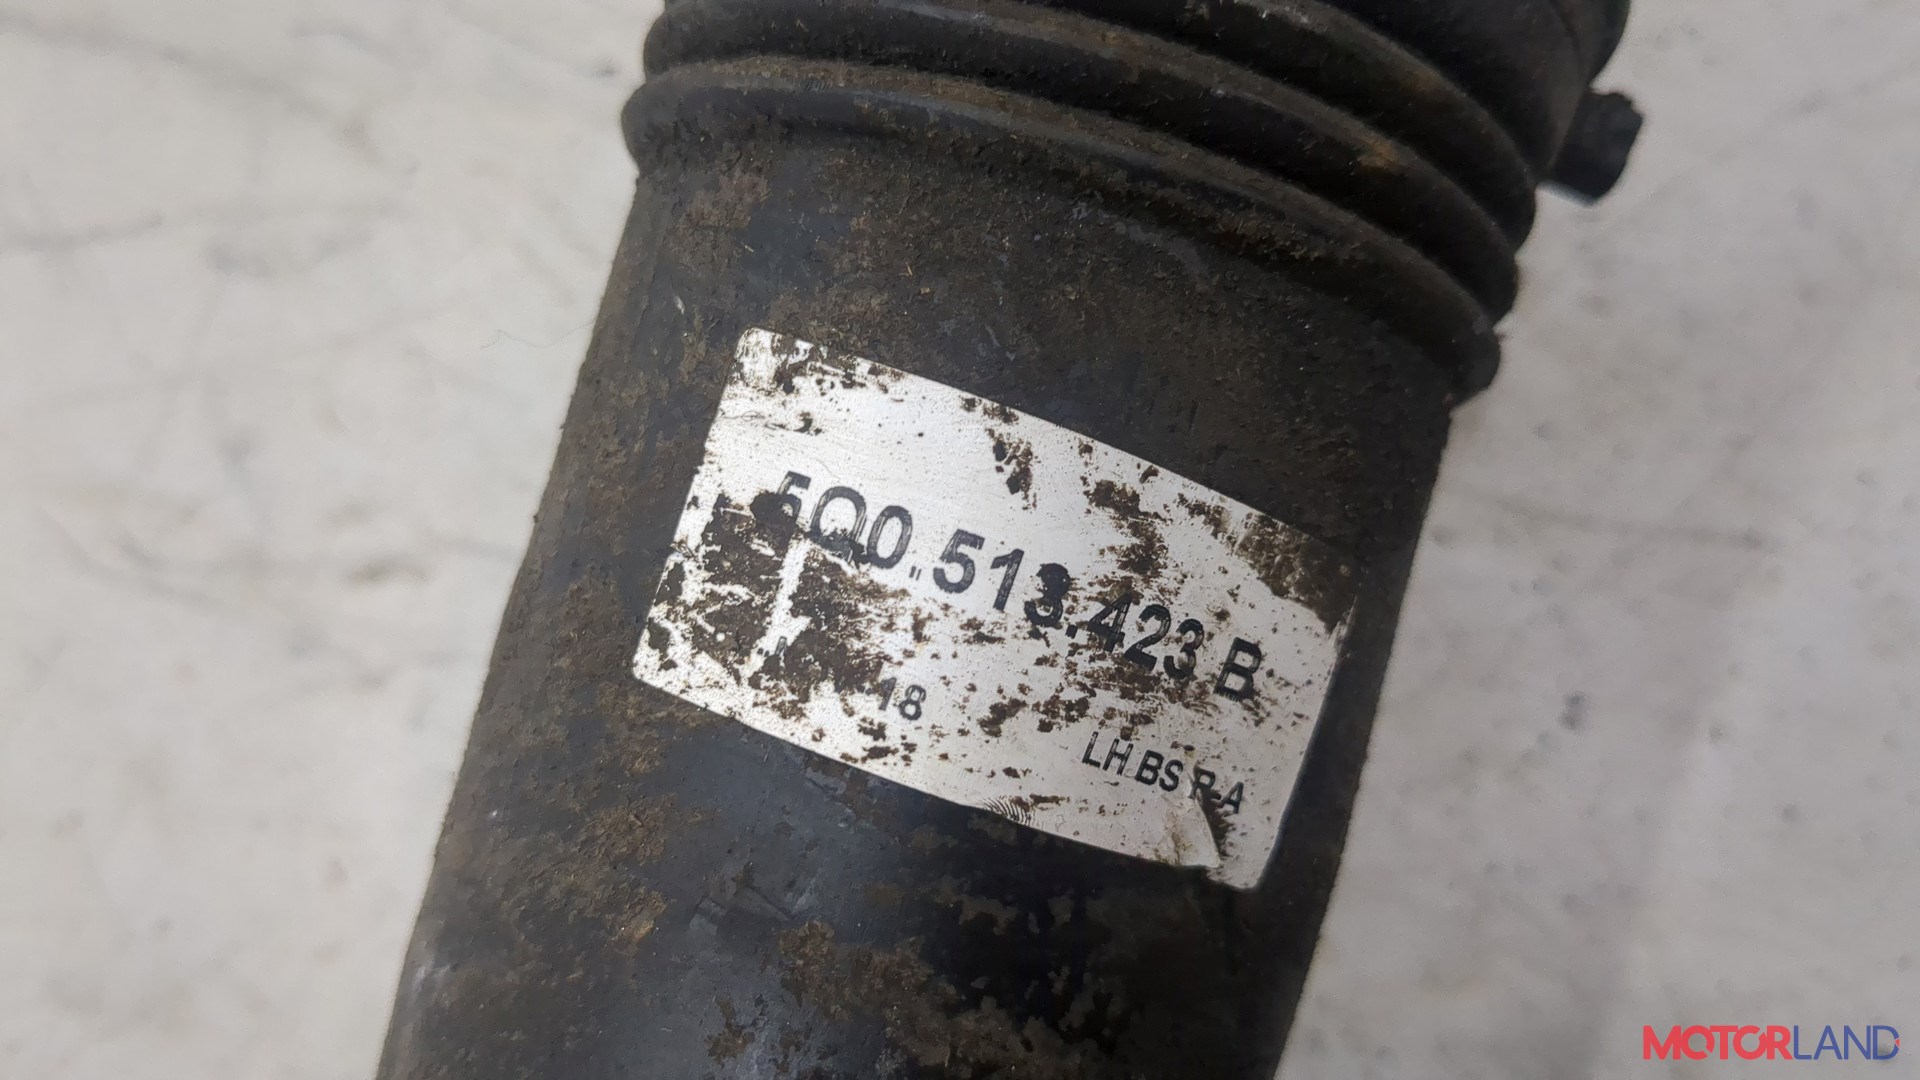 5Q0.513.423 B
18
LH BS R-A
MOTORLAND